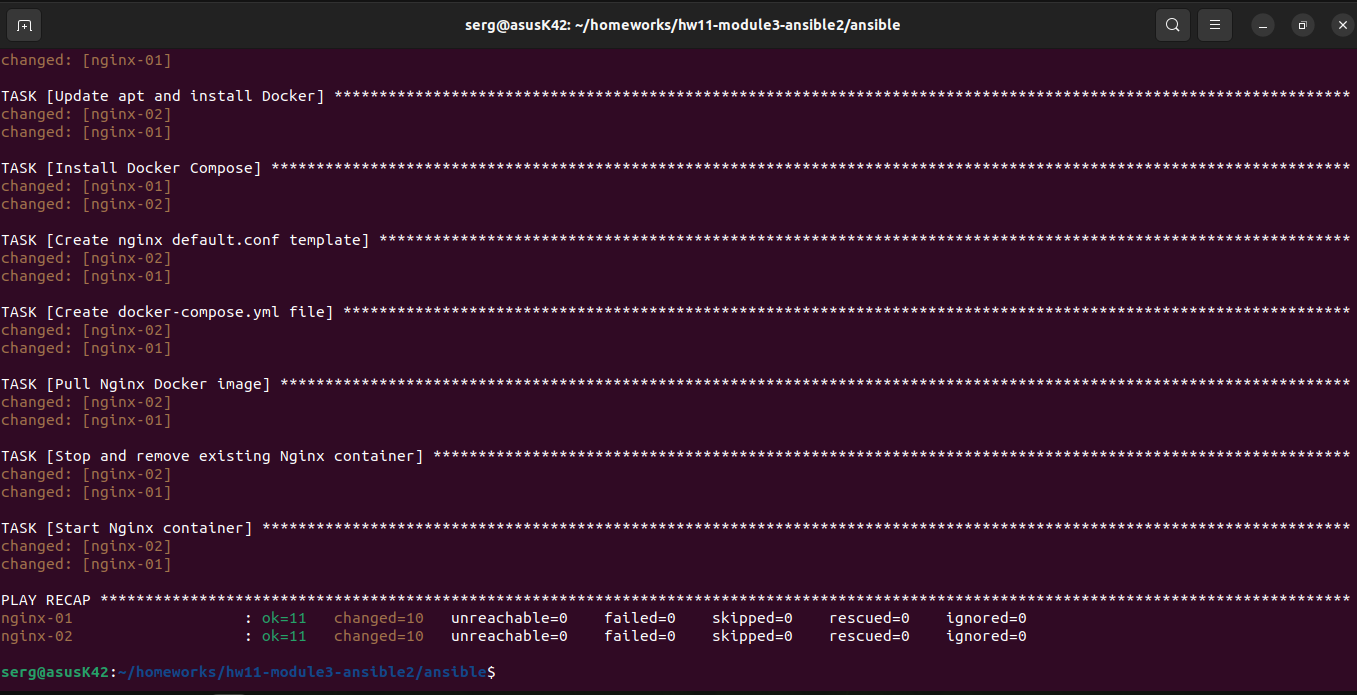 serg@asusK42: ~/homeworks/hw11-module3-ansible2/ansible
changed: [nginx-01]
TASK [Update apt and install Docker] *****************************************************************************************************************
changed: [nginx-02]
changed: [nginx-01]
TASK [Install Docker Compose] ************************************************************************************************************************
changed: [nginx-01]
changed: [nginx-02]
TASK [Create nginx default.conf template] ************************************************************************************************************
changed: [nginx-02]
changed: [nginx-01]
TASK [Create docker-compose.yml file] ****************************************************************************************************************
changed: [nginx-02]
changed: [nginx-01]
TASK [Pull Nginx Docker image] ***********************************************************************************************************************
changed: [nginx-02]
changed: [nginx-01]
TASK [Stop and remove existing Nginx container] ******************************************************************************************************
changed: [nginx-02]
changed: [nginx-01]
TASK [Start Nginx container] *************************************************************************************************************************
changed: [nginx-02]
changed: [nginx-01]
PLAY RECAP *******************************************************************************************************************************************
nginx-01                   : ok=11   changed=10   unreachable=0    failed=0    skipped=0    rescued=0    ignored=0
nginx-02                   : ok=11   changed=10   unreachable=0    failed=0    skipped=0    rescued=0    ignored=0
serg@asusK42:~/homeworks/hw11-module3-ansible2/ansible$